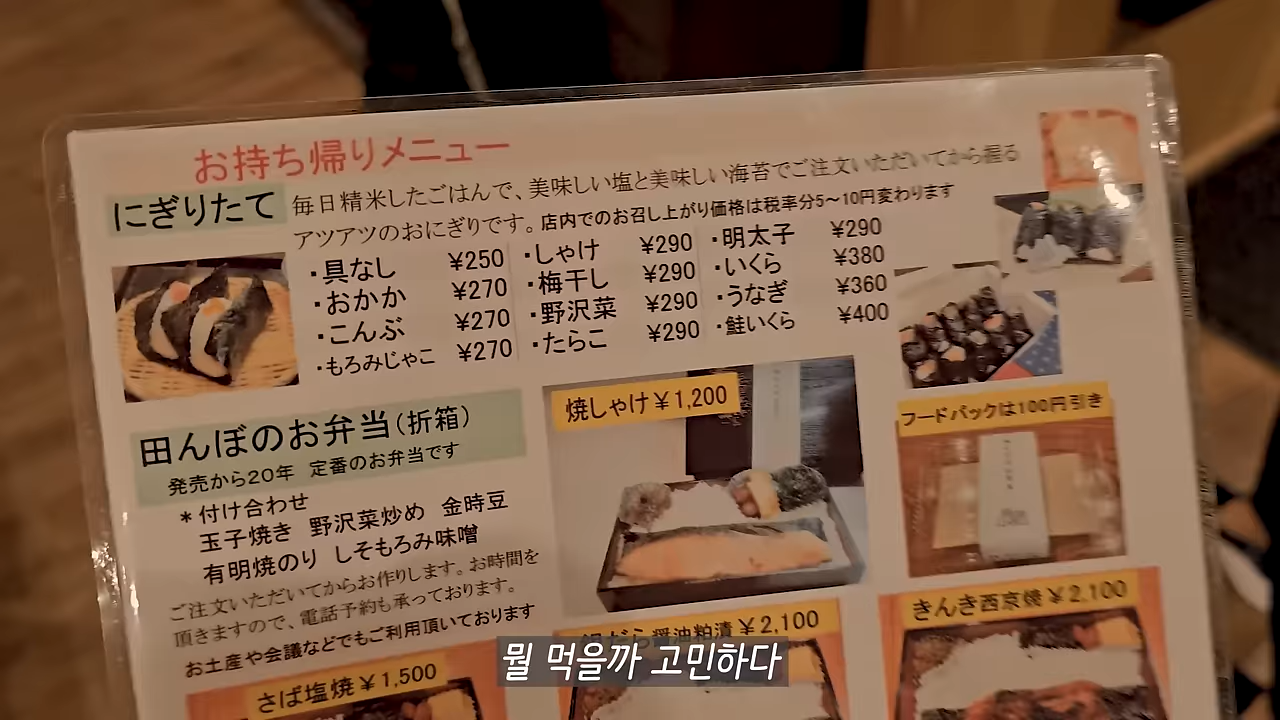 お持ち帰りメニュー
にぎりたて
毎日精米したごはんで、美味しい塩と美味しい海苔でご注文いただいてから握る
アツアツのおにぎりです。店内でのお召し上がり価格は税率分5～10円変わります
・具なし ¥250 ・しゃけ ¥290 ・明太子 ¥290
・おかか ¥270 ・梅干し ¥290 ・いくら ¥380
・こんぶ ¥270 ・野沢菜 ¥290 ・うなぎ ¥360
・もろみじゃこ ¥270 ・たらこ ¥290 ・鮭いくら ¥400
田んぼのお弁当(折箱)
発売から20年 定番のお弁当です
＊付け合わせ
玉子焼き 野沢菜炒め 金時豆
有明焼のり しそもろみ味噌
ご注文いただいてからお作りします。お時間を
頂きますので、電話予約も承っております。
お土産や会議などでもご利用頂いております
焼しゃけ¥1,200
フードパックは100円引き
さば塩焼¥1,500
銀だら醤油粕漬¥2,100
きんき西京焼¥2,100
뭘 먹을까 고민하다